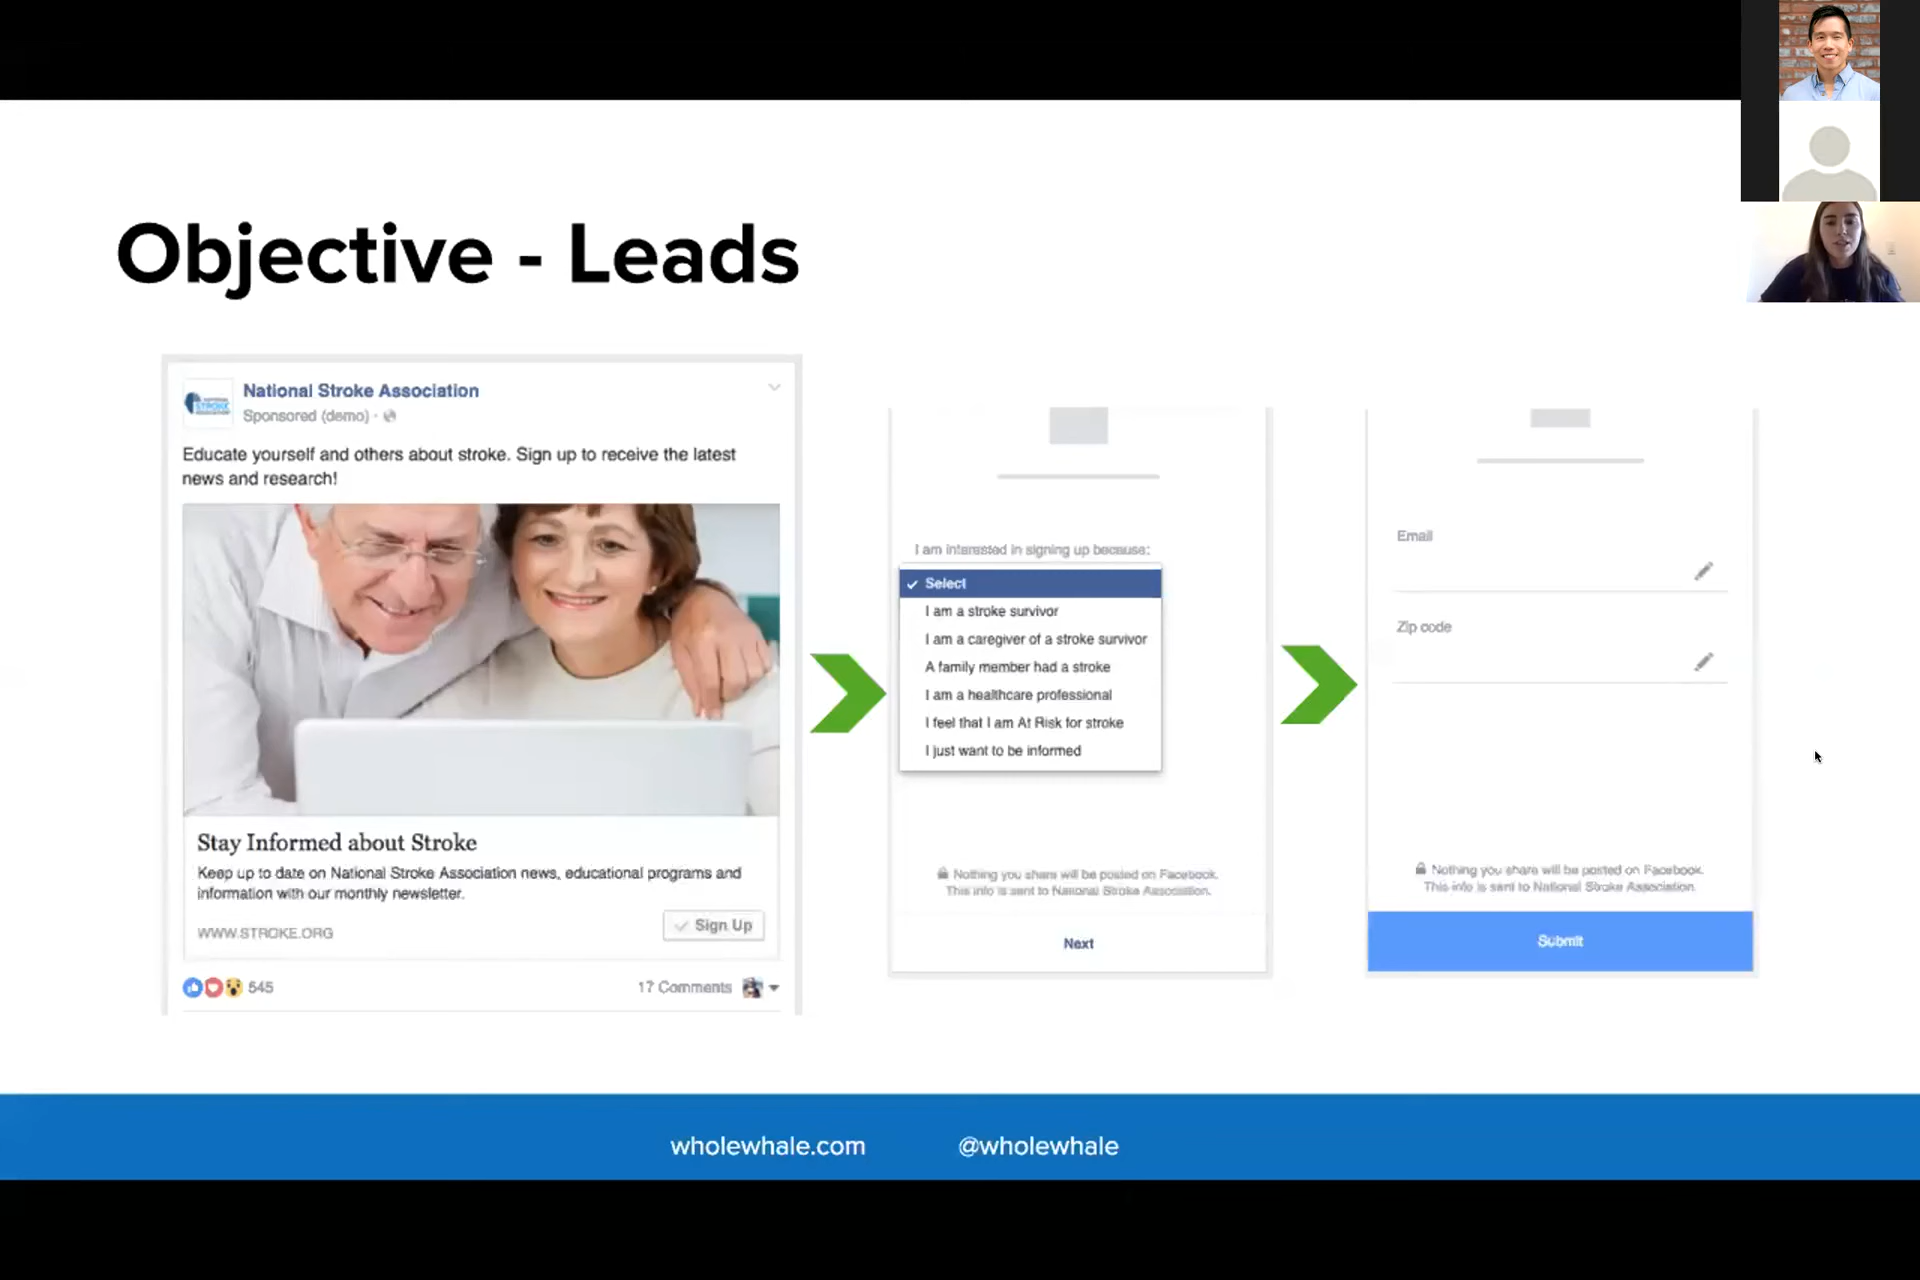 Objective - Leads
National Stroke Association
Sponsored (demo) ·
Educate yourself and others about stroke. Sign up to receive the latest
news and research!
Stay Informed about Stroke
Keep up to date on National Stroke Association news, educational programs and
information with our monthly newsletter.
WWW.STROKE.ORG
Sign Up
545
17 Comments
I am interested in signing up because:
Select
I am a stroke survivor
I am a caregiver of a stroke survivor
A family member had a stroke
I am a healthcare professional
I feel that I am At Risk for stroke
I just want to be informed
Nothing you share will be posted on Facebook.
This info is sent to National Stroke Association.
Next
Email
Zip code
Nothing you share will be posted on Facebook.
This info is sent to National Stroke Association.
Submit
wholewhale.com
@wholewhale